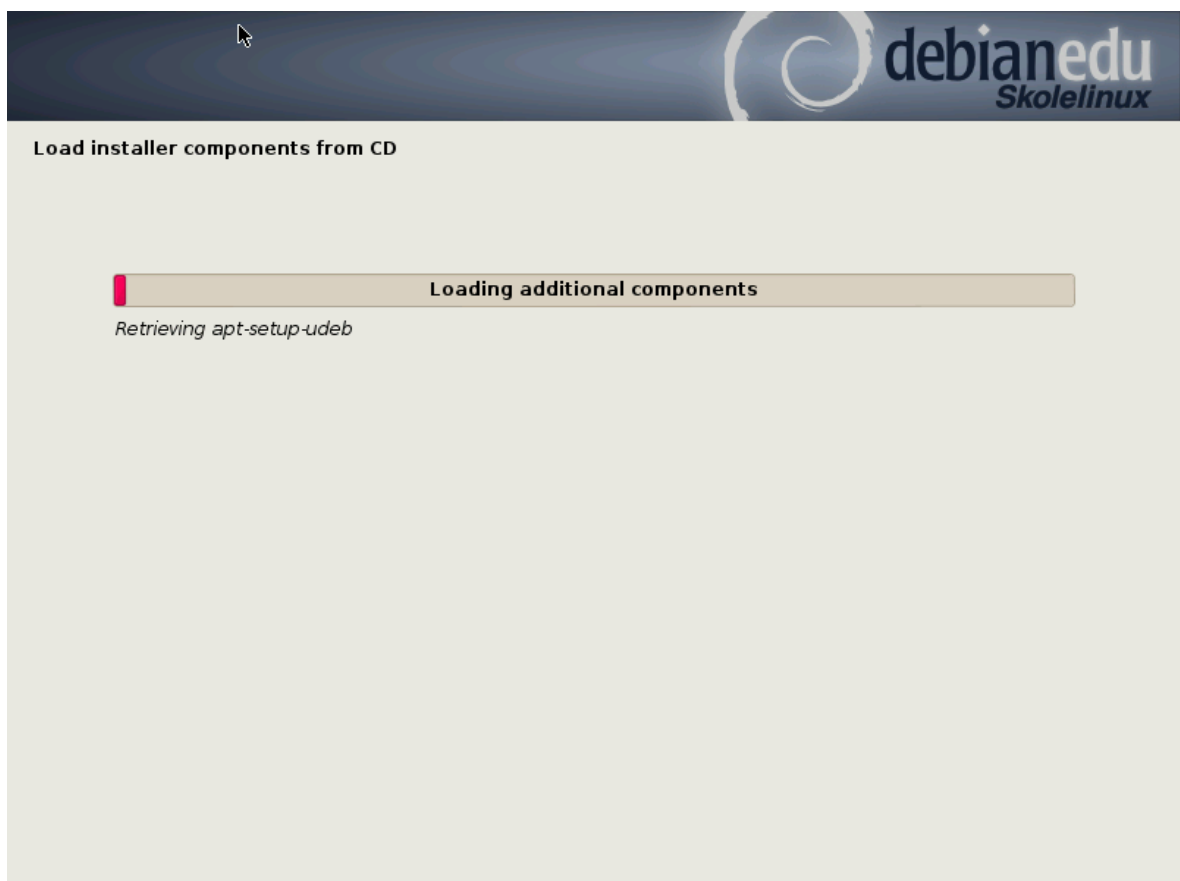 debianedu
Skolelinux
Load installer components from CD
Loading additional components
Retrieving apt-setup-udeb